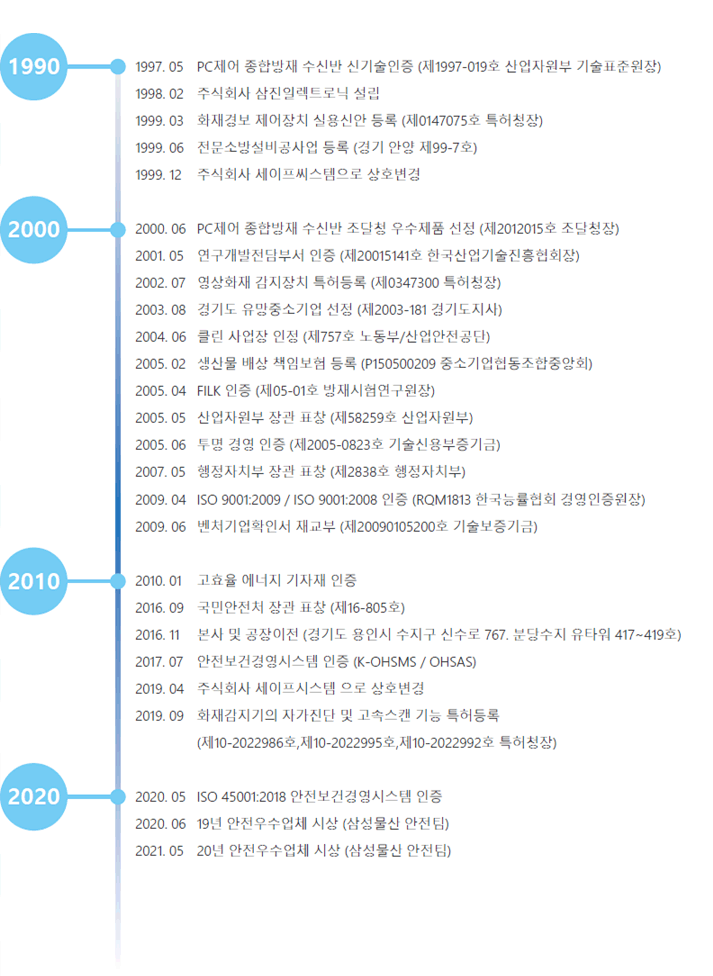 1990
1997. 05 PC제어 종합방재 수신반 신기술인증 (제1997-019호 산업자원부 기술표준원장)
1998. 02 주식회사 삼진일렉트로닉 설립
1999. 03 화재경보 제어장치 실용신안 등록 (제0147075호 특허청장)
1999. 06 전문소방설비공사업 등록 (경기 안양 제99-7호)
1999. 12 주식회사 세이프씨스템으로 상호변경
2000
2000. 06 PC제어 종합방재 수신반 조달청 우수제품 선정 (제2012015호 조달청장)
2001. 05 연구개발전담부서 인증 (제20015141호 한국산업기술진흥협회장)
2002. 07 영상화재 감지장치 특허등록 (제0347300 특허청장)
2003. 08 경기도 유망중소기업 선정 (제2003-181 경기도지사)
2004. 06 클린 사업장 인정 (제757호 노동부/산업안전공단)
2005. 02 생산물 배상 책임보험 등록 (P150500209 중소기업협동조합중앙회)
2005. 04 FILK 인증 (제05-01호 방재시험연구원장)
2005. 05 산업자원부 장관 표창 (제58259호 산업자원부)
2005. 06 투명 경영 인증 (제2005-0823호 기술신용부증기금)
2007. 05 행정자치부 장관 표창 (제2838호 행정자치부)
2009. 04 ISO 9001:2009 / ISO 9001:2008 인증 (RQM1813 한국능률협회 경영인증원장)
2009. 06 벤처기업확인서 재교부 (제20090105200호 기술보증기금)
2010
2010. 01 고효율 에너지 기자재 인증
2016. 09 국민안전처 장관 표창 (제16-805호)
2016. 11 본사 및 공장이전 (경기도 용인시 수지구 신수로 767. 분당수지 유타워 417~419호)
2017. 07 안전보건경영시스템 인증 (K-OHSMS / OHSAS)
2019. 04 주식회사 세이프시스템 으로 상호변경
2019. 09 화재감지기의 자가진단 및 고속스캔 기능 특허등록
(제10-2022986호,제10-2022995호,제10-2022992호 특허청장)
2020
2020. 05 ISO 45001:2018 안전보건경영시스템 인증
2020. 06 19년 안전우수업체 시상 (삼성물산 안전팀)
2021. 05 20년 안전우수업체 시상 (삼성물산 안전팀)